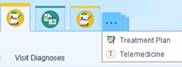 ...
Treatment Plan
T Telemedicine
Visit Diagnoses